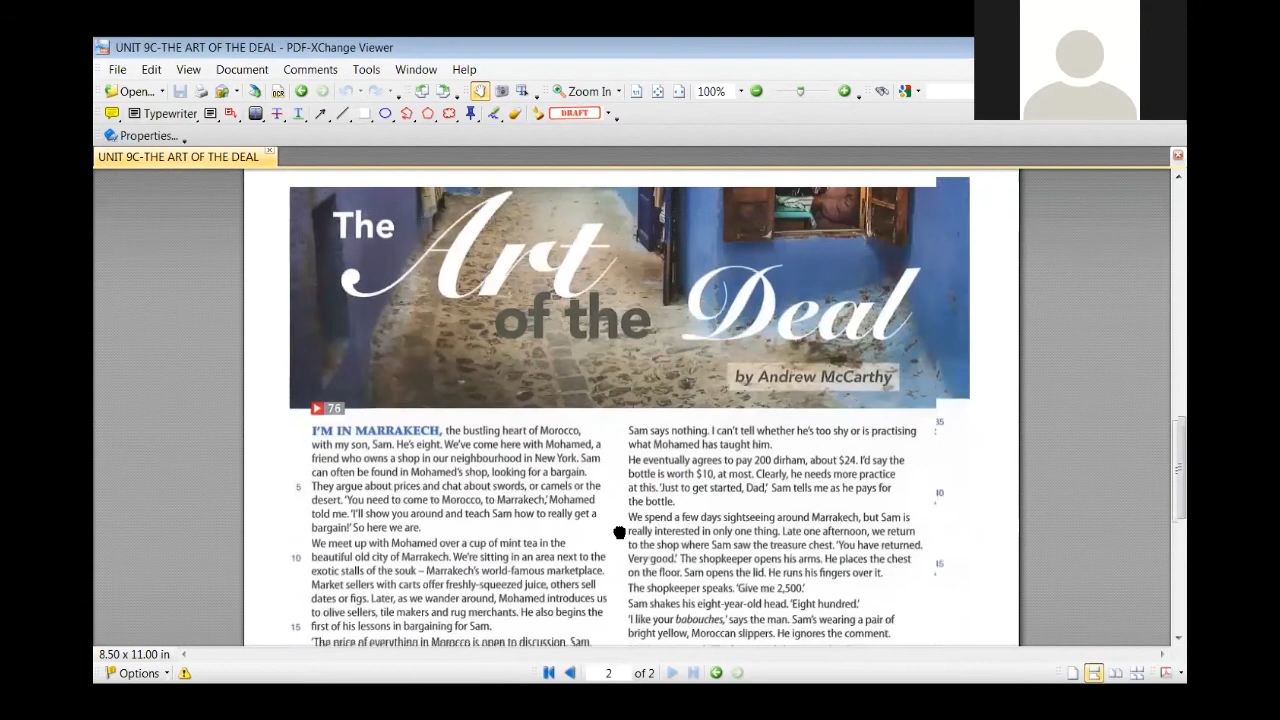 UNIT 9C-THE ART OF THE DEAL - PDF-XChange Viewer
File Edit View Document Comments Tools Window Help
Open... OCR Zoom In 100%
Typewriter DRAFT
Properties...
UNIT 9C-THE ART OF THE DEAL
The
Art
of the
Deal
by Andrew McCarthy
76
I'M IN MARRAKECH, the bustling heart of Morocco,
with my son, Sam. He's eight. We've come here with Mohamed, a
friend who owns a shop in our neighbourhood in New York. Sam
can often be found in Mohamed's shop, looking for a bargain.
5 They argue about prices and chat about swords, or camels or the
desert. 'You need to come to Morocco, to Marrakech,' Mohamed
told me. 'I'll show you around and teach Sam how to really get a
bargain!' So here we are.
We meet up with Mohamed over a cup of mint tea in the
10 beautiful old city of Marrakech. We're sitting in an area next to the
exotic stalls of the souk – Marrakech's world-famous marketplace.
Market sellers with carts offer freshly-squeezed juice, others sell
dates or figs. Later, as we wander around, Mohamed introduces us
to olive sellers, tile makers and rug merchants. He also begins the
15 first of his lessons in bargaining for Sam.
'The price of everything in Morocco is open to discussion, Sam.
Sam says nothing. I can't tell whether he's too shy or is practising
what Mohamed has taught him.
He eventually agrees to pay 200 dirham, about $24. I'd say the
bottle is worth $10, at most. Clearly, he needs more practice
at this. 'Just to get started, Dad,' Sam tells me as he pays for
the bottle.
We spend a few days sightseeing around Marrakech, but Sam is
really interested in only one thing. Late one afternoon, we return
to the shop where Sam saw the treasure chest. 'You have returned.
Very good.' The shopkeeper opens his arms. He places the chest
on the floor. Sam opens the lid. He runs his fingers over it.
The shopkeeper speaks. 'Give me 2,500.'
Sam shakes his eight-year-old head. 'Eight hundred.'
'I like your babouches,' says the man. Sam's wearing a pair of
bright yellow, Moroccan slippers. He ignores the comment.
8.50 x 11.00 in
Options 2 of 2